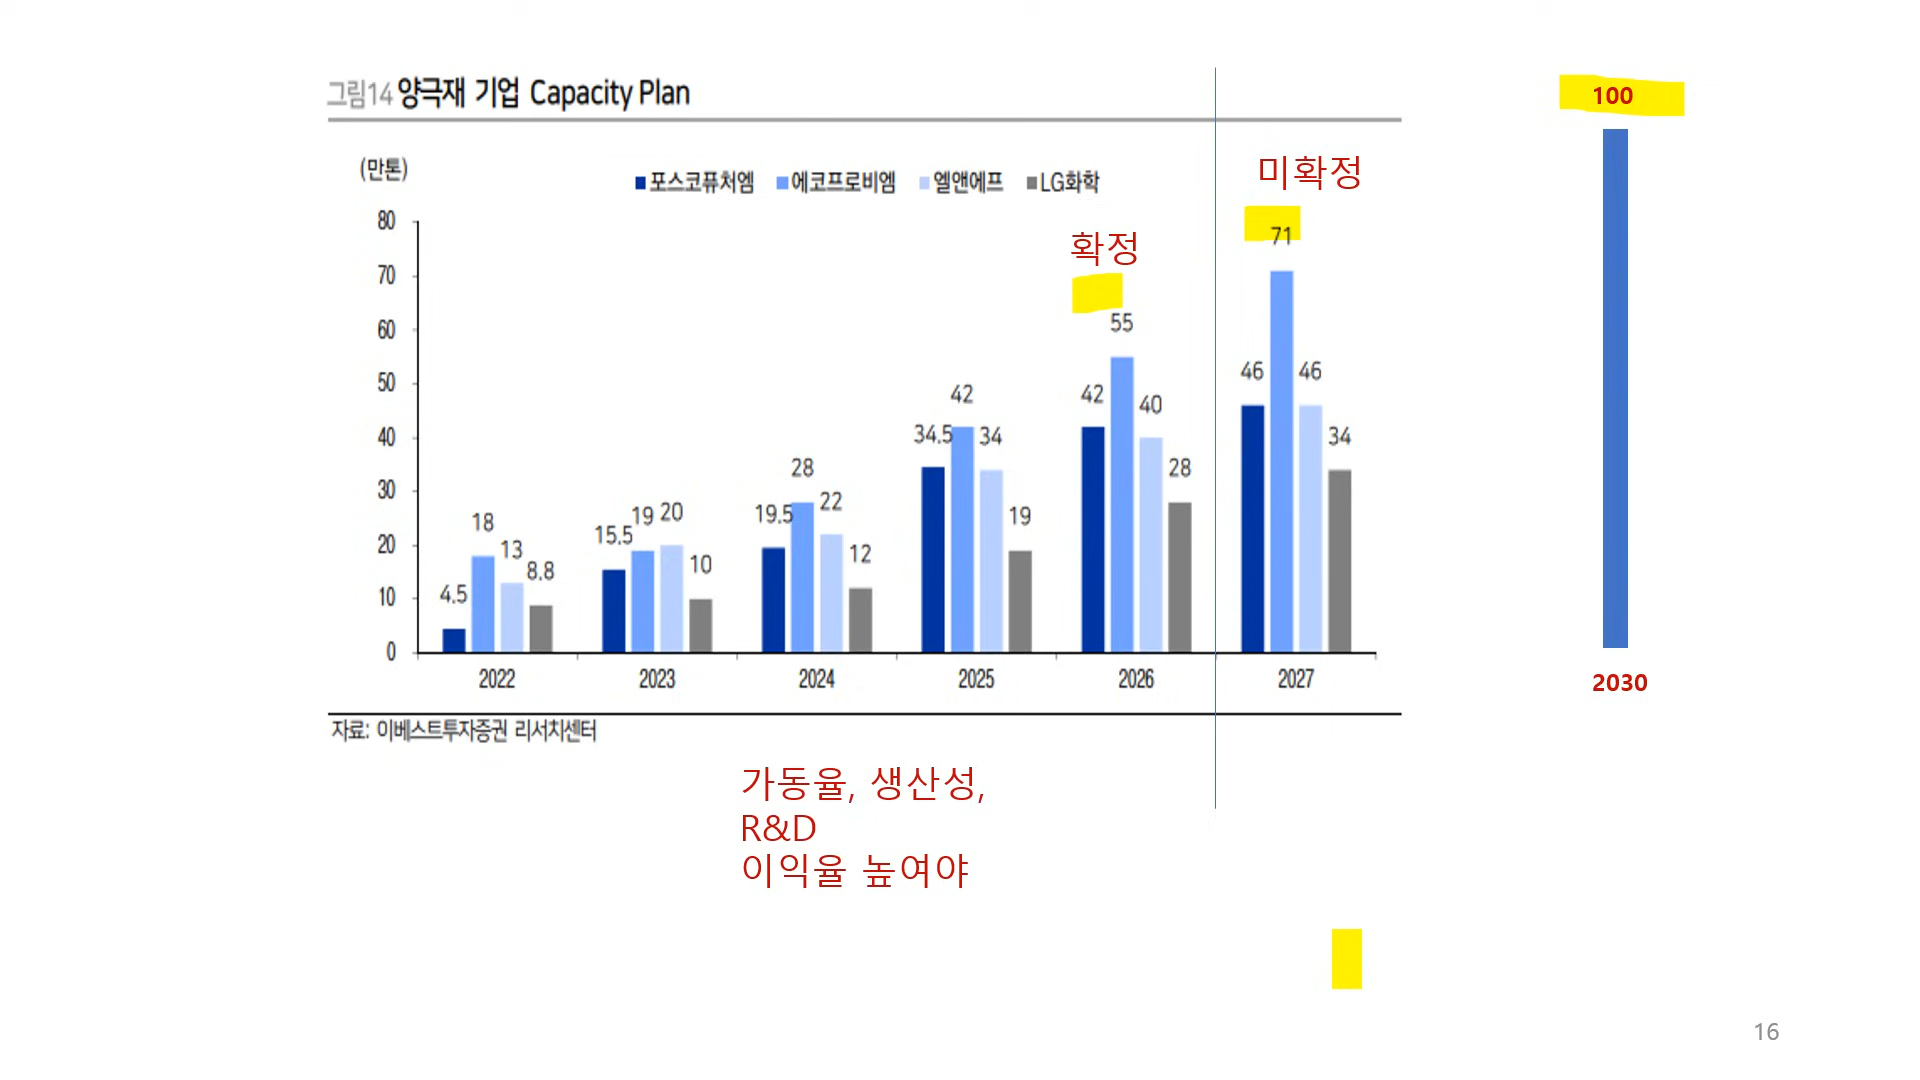 그림14 양극재 기업 Capacity Plan
100
(만톤)
포스코퓨처엠 에코프로비엠 엘앤에프 LG화학
미확정
확정
80
70
60
50
40
30
20
10
0
4.5 18 13 8.8
15.5 19 20 10
19.5 28 22 12
34.5 42 34 19
42 55 40 28
46 71 46 34
2022 2023 2024 2025 2026 2027
2030
자료: 이베스트투자증권 리서치센터
가동율, 생산성,
R&D
이익율 높여야
16